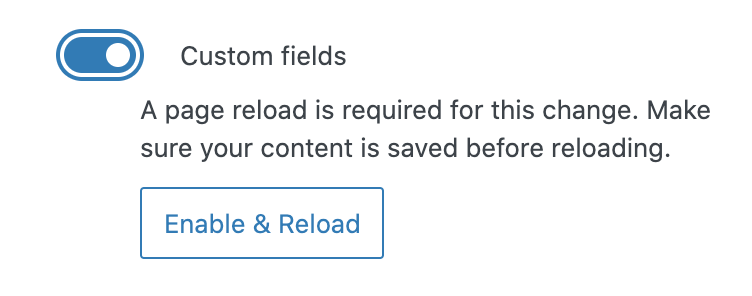 Custom fields
A page reload is required for this change. Make
sure your content is saved before reloading.
Enable & Reload